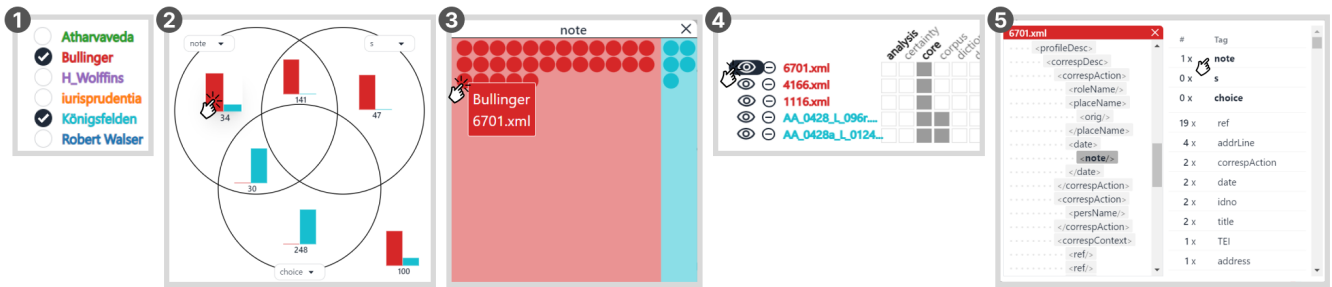 1
Atharvaveda
Bullinger
H_Wolffins
iurisprudentia
Königsfelden
Robert Walser
2
note
s
34
141
47
30
248
100
choice
3
note
Bullinger
6701.xml
4
analysis
certainty
core
corpus
6701.xml
4166.xml
1116.xml
AA_0428_L_096r....
AA_0428a_L_0124...
5
6701.xml
<profileDesc>
<correspDesc>
<correspAction>
<roleName/>
<placeName>
<orig/>
</placeName>
<date>
<note/>
</date>
</correspAction>
<correspAction>
<persName/>
</correspAction>
<correspContext>
<ref/>
<ref/>
# Tag
1 x note
0 x s
0 x choice
19 x ref
4 x addrLine
2 x correspAction
2 x date
2 x idno
2 x title
1 x TEI
1 x address